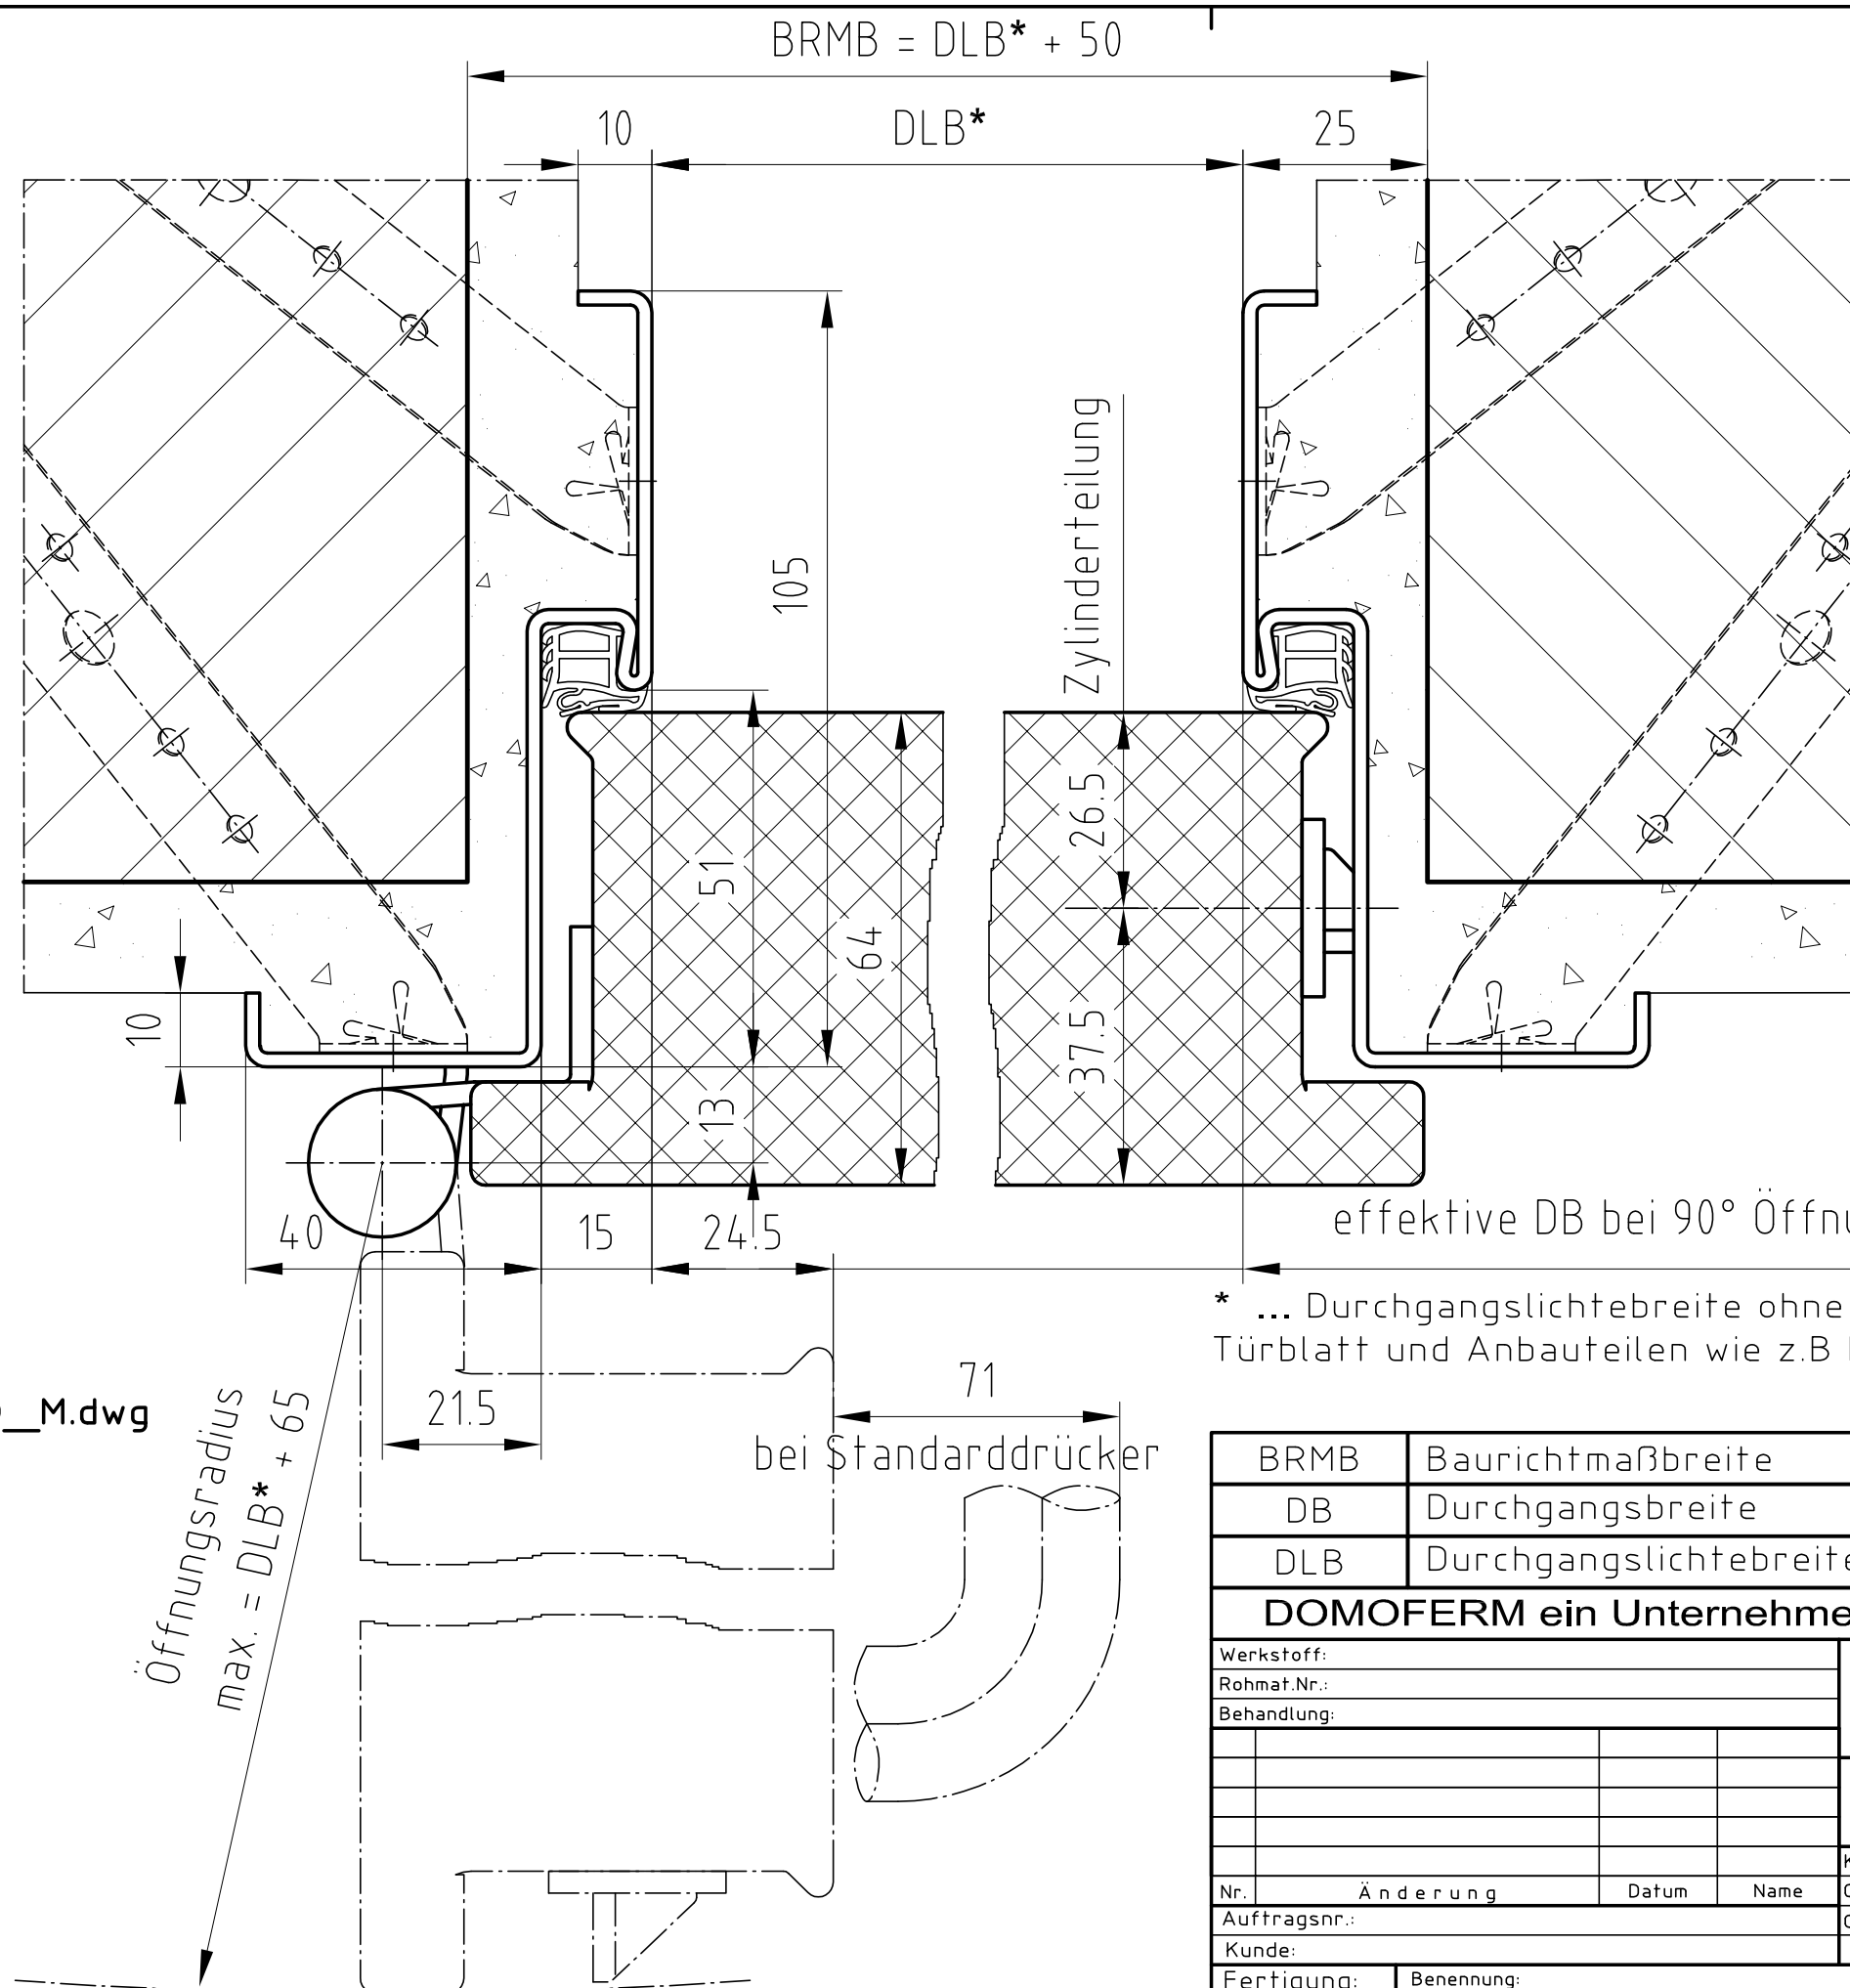 BRMB = DLB* + 50
10
DLB*
25
105
Zylinderteilung
26.5
51
64
10
37.5
13
40
15
24.5
effektive DB bei 90°
* ... Durchgangslichtebreite ohne
Türblatt und Anbauteilen wie z.B
71
21.5
bei Standarddrücker
_M.dwg
Öffnungsradius
max. = DLB* + 65
BRMB Baurichtmaßbreite
DB Durchgangsbreite
DLB Durchgangslichtebreite
DOMOFERM ein
Werkstoff:
Rohmat.Nr.:
Behandlung:
Nr. Änderung Datum Name
Auftragsnr.:
Kunde:
Fertigung: Benennung: